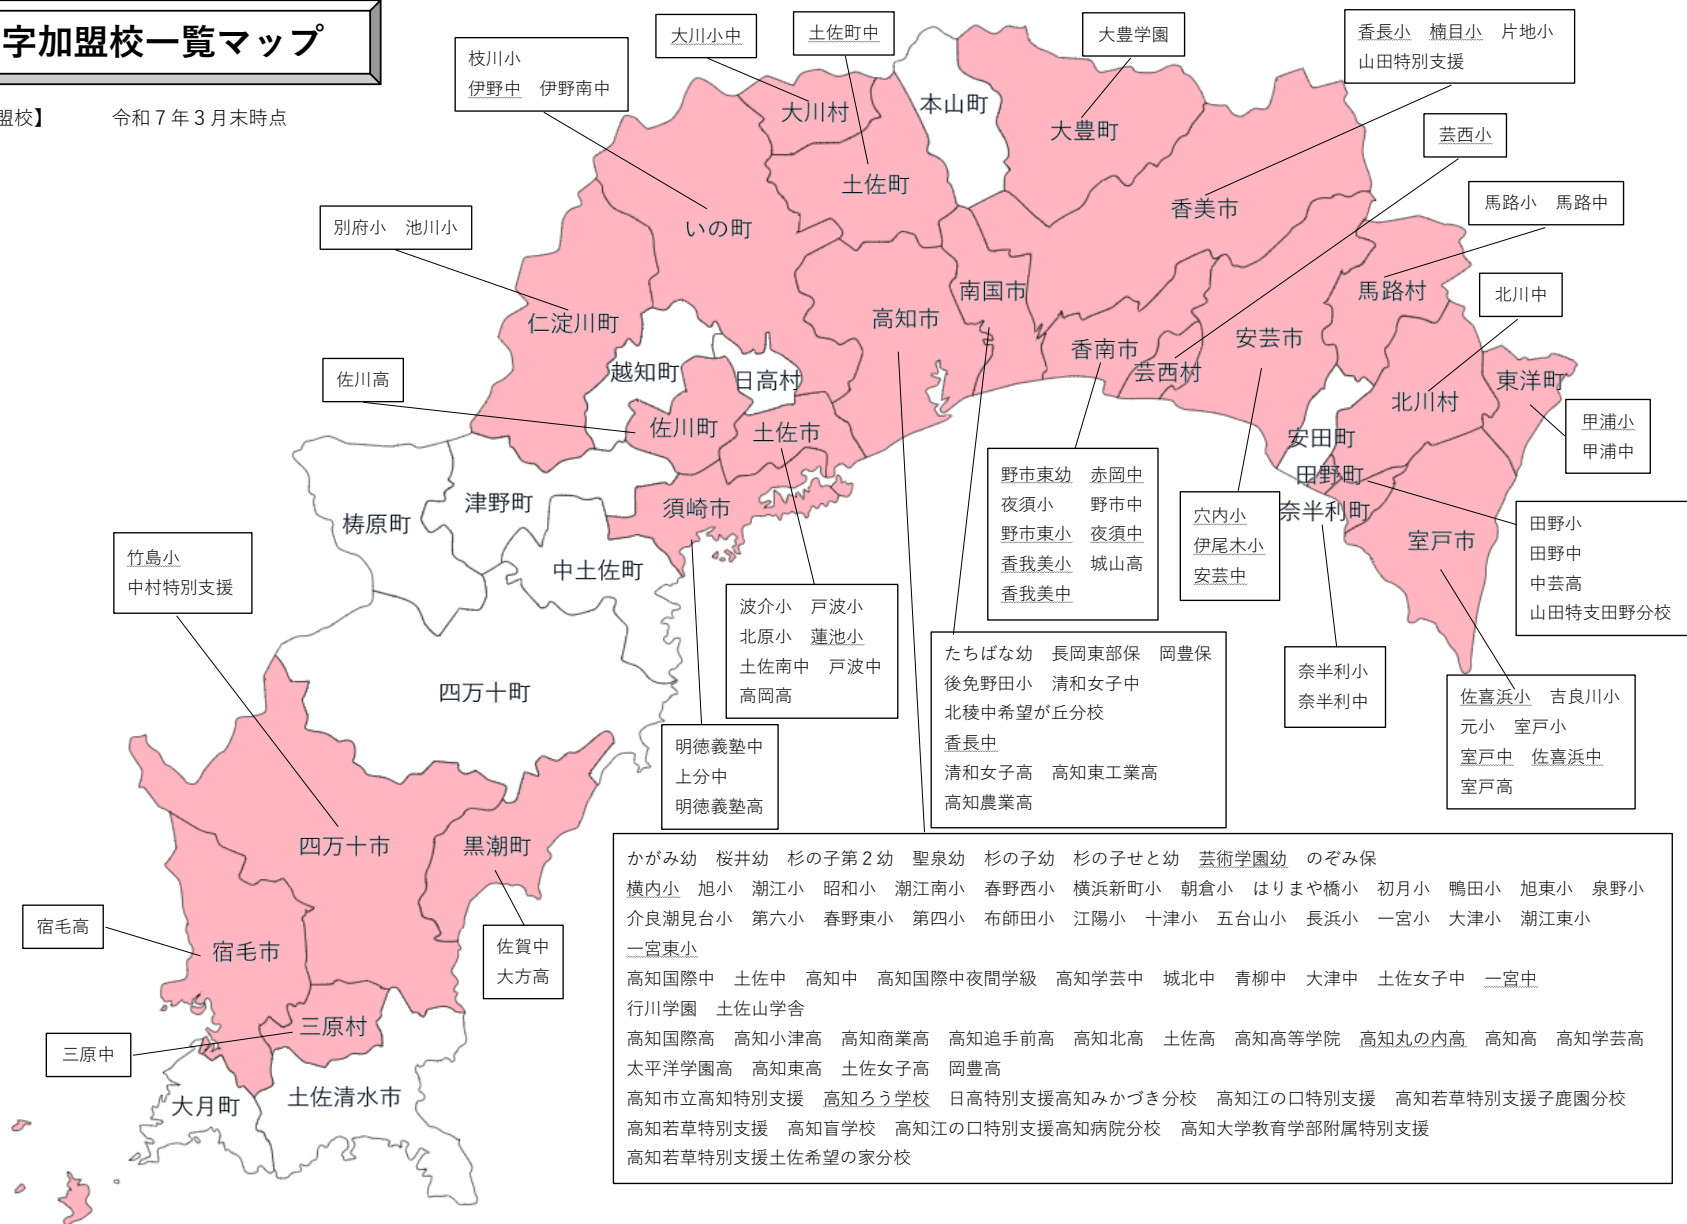 字加盟校一覧マップ
盟校】　令和７年３月末時点
枝川小
伊野中　伊野南中
大川小中
土佐町中
大豊学園
香長小　楠目小　片地小
山田特別支援
芸西小
馬路小　馬路中
別府小　池川小
北川中
佐川高
甲浦小
甲浦中
大川村
土佐町
本山町
大豊町
いの町
香美市
仁淀川町
高知市
南国市
香南市
芸西村
安芸市
馬路村
北川村
東洋町
越知町
日高村
佐川町
土佐市
安田町
田野町
奈半利町
室戸市
須崎市
津野町
梼原町
中土佐町
四万十町
四万十市
黒潮町
宿毛市
三原村
大月町
土佐清水市
野市東幼　赤岡中
夜須小　野市中
野市東小　夜須中
香我美小　城山高
香我美中
穴内小
伊尾木小
安芸中
田野小
田野中
中芸高
山田特支田野分校
竹島小
中村特別支援
波介小　戸波小
北原小　蓮池小
土佐南中　戸波中
高岡高
たちばな幼　長岡東部保　岡豊保
後免野田小　清和女子中
北稜中希望が丘分校
香長中
清和女子高　高知東工業高
高知農業高
奈半利小
奈半利中
佐喜浜小　吉良川小
元小　室戸小
室戸中　佐喜浜中
室戸高
明徳義塾中
上分中
明徳義塾高
宿毛高
佐賀中
大方高
三原中
かがみ幼　桜井幼　杉の子第２幼　聖泉幼　杉の子幼　杉の子せと幼　芸術学園幼　のぞみ保
横内小　旭小　潮江小　昭和小　潮江南小　春野西小　横浜新町小　朝倉小　はりまや橋小　初月小　鴨田小　旭東小　泉野小
介良潮見台小　第六小　春野東小　第四小　布師田小　江陽小　十津小　五台山小　長浜小　一宮小　大津小　潮江東小
一宮東小
高知国際中　土佐中　高知中　高知国際中夜間学級　高知学芸中　城北中　青柳中　大津中　土佐女子中　一宮中
行川学園　土佐山学舎
高知国際高　高知小津高　高知商業高　高知追手前高　高知北高　土佐高　高知高等学院　高知丸の内高　高知高　高知学芸高
太平洋学園高　高知東高　土佐女子高　岡豊高
高知市立高知特別支援　高知ろう学校　日高特別支援高知みかづき分校　高知江の口特別支援　高知若草特別支援子鹿園分校
高知若草特別支援　高知盲学校　高知江の口特別支援高知病院分校　高知大学教育学部附属特別支援
高知若草特別支援土佐希望の家分校